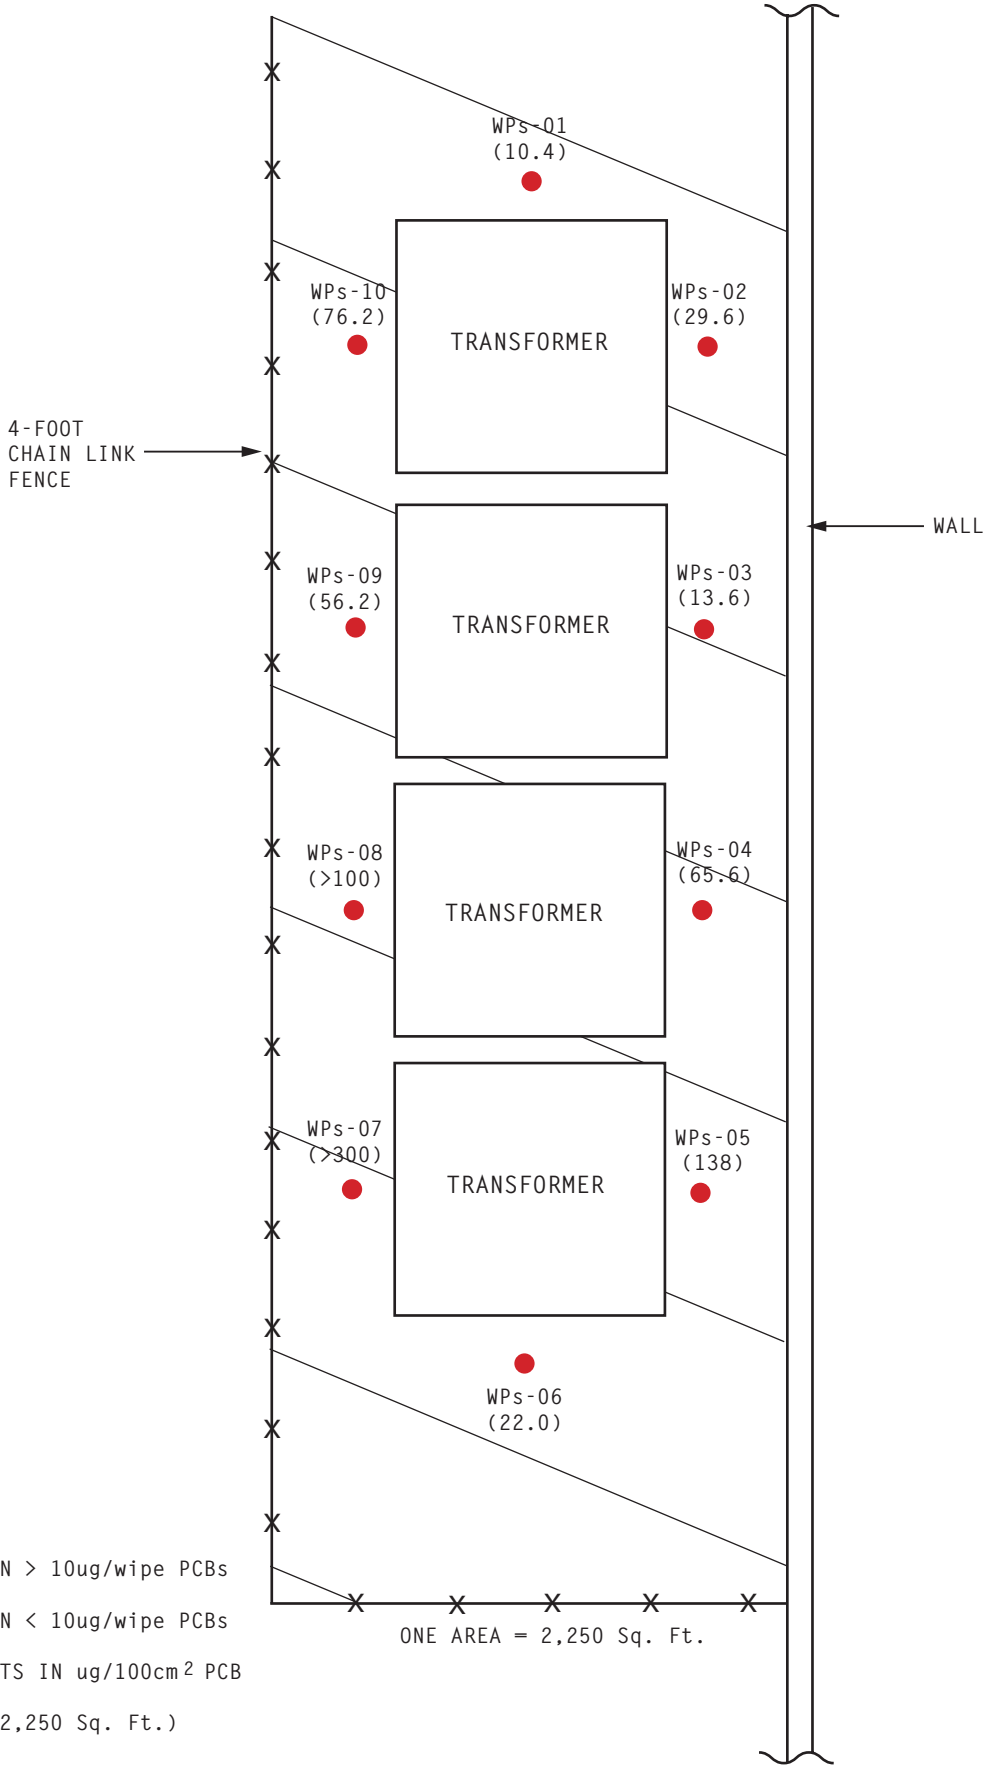 WPs-01
(10.4)
WPs-10
(76.2)
TRANSFORMER
WPs-02
(29.6)
4-FOOT
CHAIN LINK
FENCE
WALL
WPs-09
(56.2)
TRANSFORMER
WPs-03
(13.6)
WPs-08
(>100)
TRANSFORMER
WPs-04
(65.6)
WPs-07
(>300)
TRANSFORMER
WPs-05
(138)
WPs-06
(22.0)
N > 10ug/wipe PCBs
N < 10ug/wipe PCBs
TS IN ug/100cm2 PCB
2,250 Sq. Ft.)
ONE AREA = 2,250 Sq. Ft.